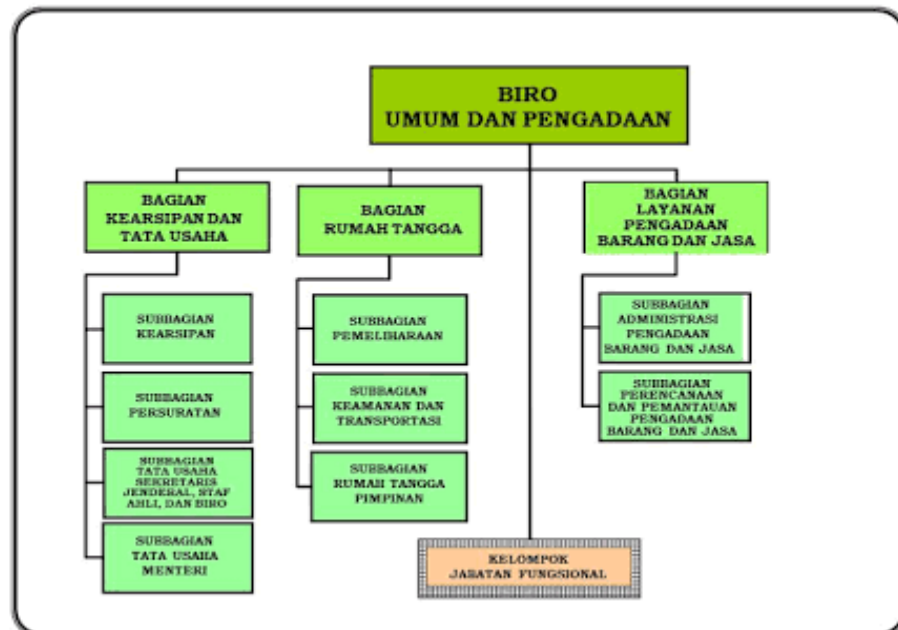 BIRO
UMUM DAN PENGADAAN
BAGIAN
KEARSIPAN DAN
TATA USAHA
BAGIAN
RUMAH TANGGA
BAGIAN
LAYANAN
PENGADAAN
BARANG DAN JASA
SUBBAGIAN
KEARSIPAN
SUBBAGIAN
PERSURATAN
SUBBAGIAN
TATA USAHA
SEKRETARIS
JENDERAL, STAF
AHLI, DAN BIRO
SUBBAGIAN
TATA USAHA
MENTERI
SUBBAGIAN
PEMELIHARAAN
SUBBAGIAN
KEAMANAN DAN
TRANSPORTASI
SUBBAGIAN
RUMAH TANGGA
PIMPINAN
SUBBAGIAN
ADMINISTRASI
PENGADAAN
BARANG DAN JASA
SUBBAGIAN
PERENCANAAN
DAN PEMANTAUAN
PENGADAAN
BARANG DAN JASA
KELOMPOK
JABATAN FUNGSIONAL